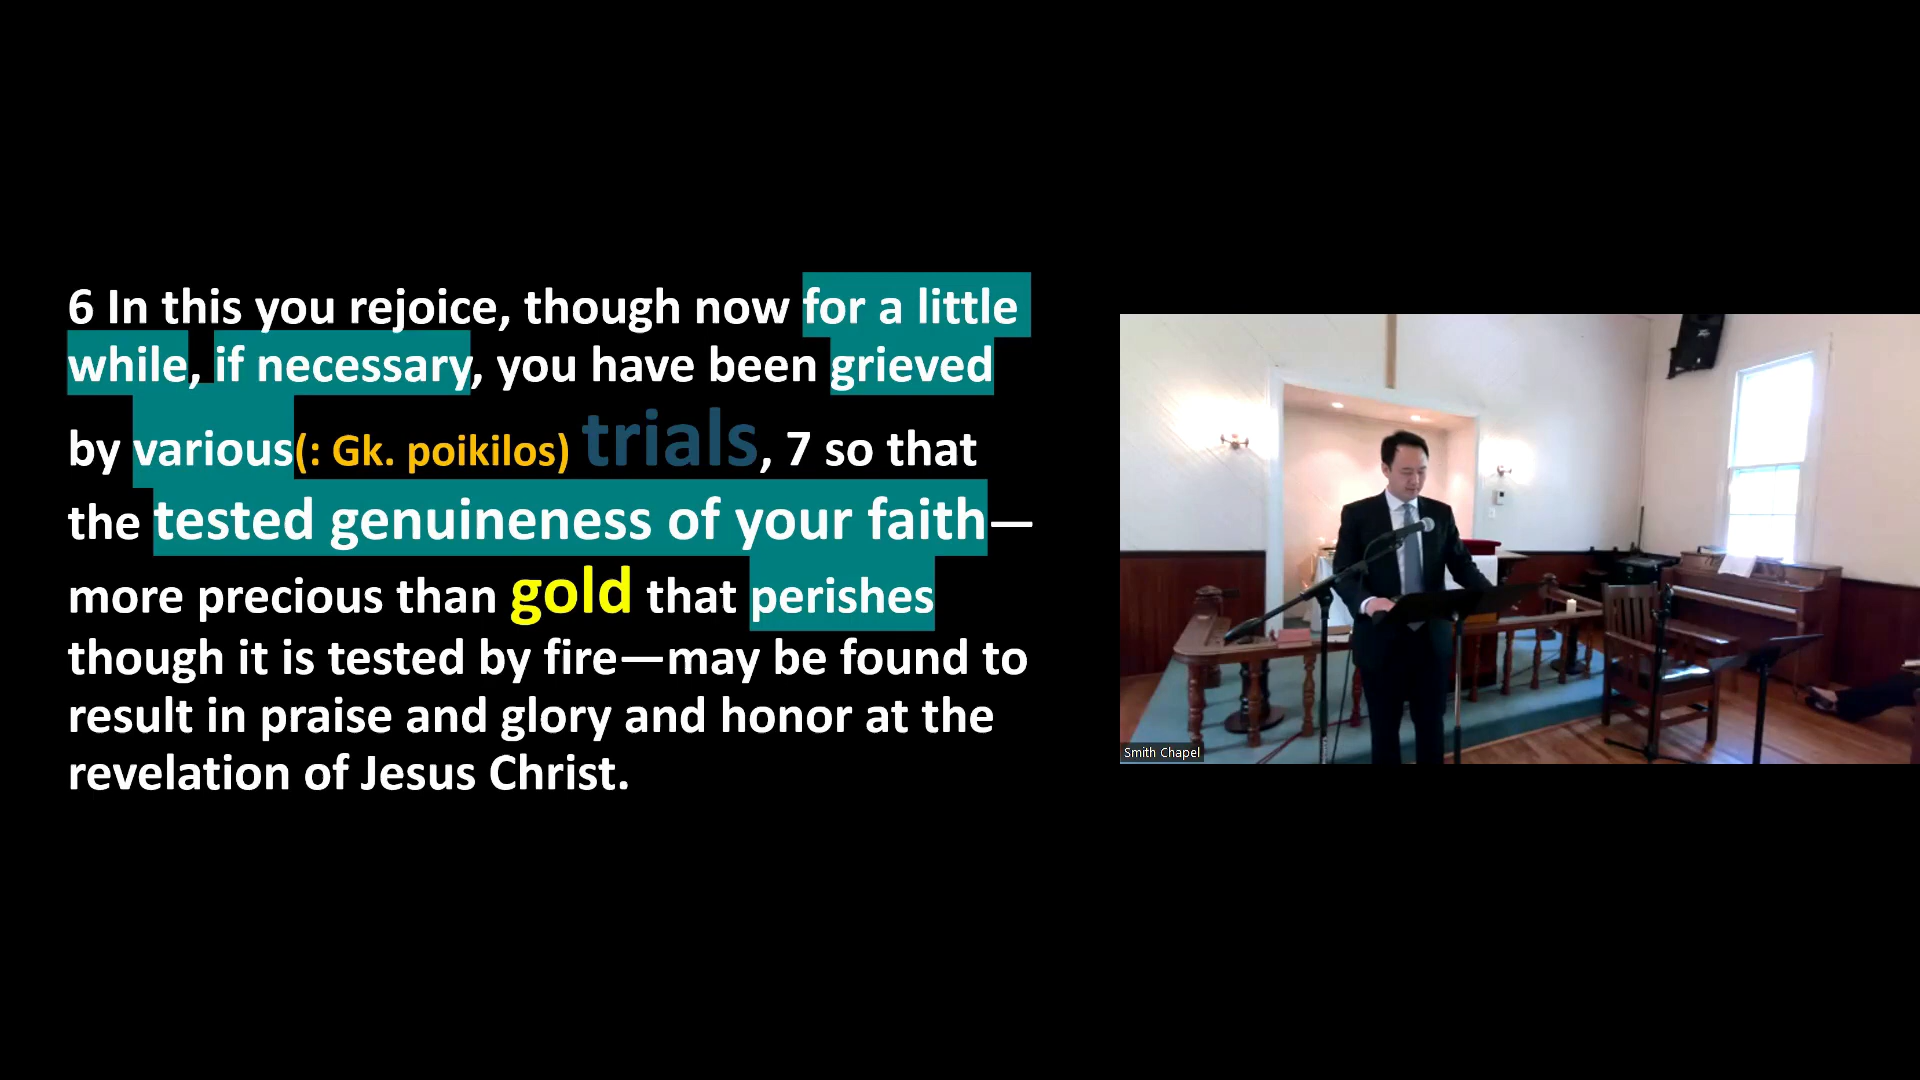 6 In this you rejoice, though now for a little
while, if necessary, you have been grieved
by various(: Gk. poikilos) trials, 7 so that
the tested genuineness of your faith—
more precious than gold that perishes
though it is tested by fire—may be found to
result in praise and glory and honor at the
revelation of Jesus Christ.
Smith Chapel